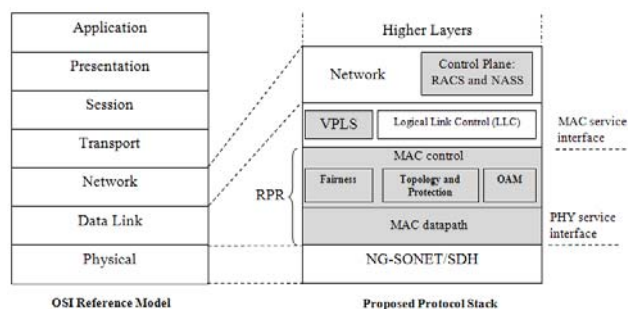 Application
Presentation
Session
Transport
Network
Data Link
Physical
OSI Reference Model
Higher Layers
Network
Control Plane:
RACS and NASS
VPLS
Logical Link Control (LLC)
MAC service
interface
RPR
MAC control
Fairness
Topology and
Protection
OAM
MAC datapath
PHY service
interface
NG-SONET/SDH
Proposed Protocol Stack